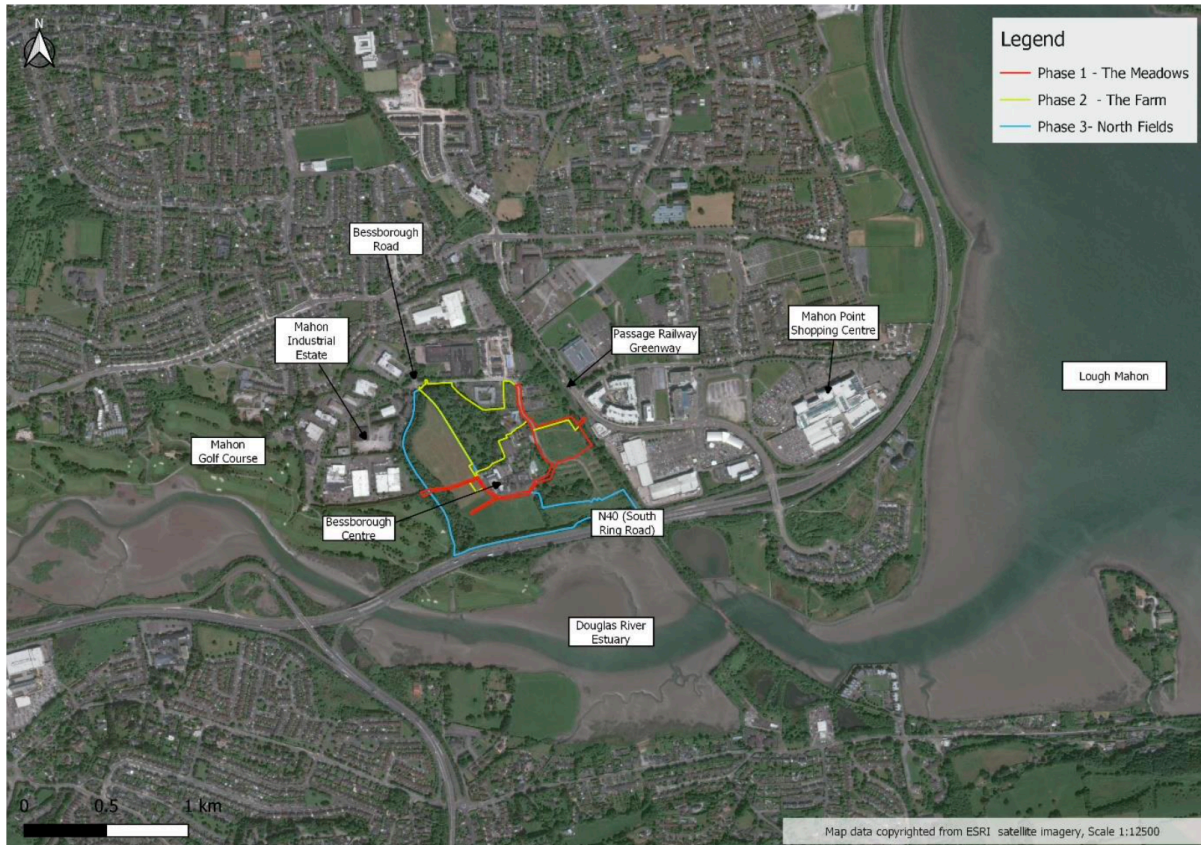 N
Legend
Phase 1 - The Meadows
Phase 2 - The Farm
Phase 3- North Fields
Bessborough
Road
Mahon
Industrial
Estate
Passage Railway
Greenway
Mahon Point
Shopping Centre
Lough Mahon
Mahon
Golf Course
Bessborough
Centre
N40 (South
Ring Road)
Douglas River
Estuary
0 0.5 1 km
Map data copyrighted from ESRI satellite imagery, Scale 1:12500